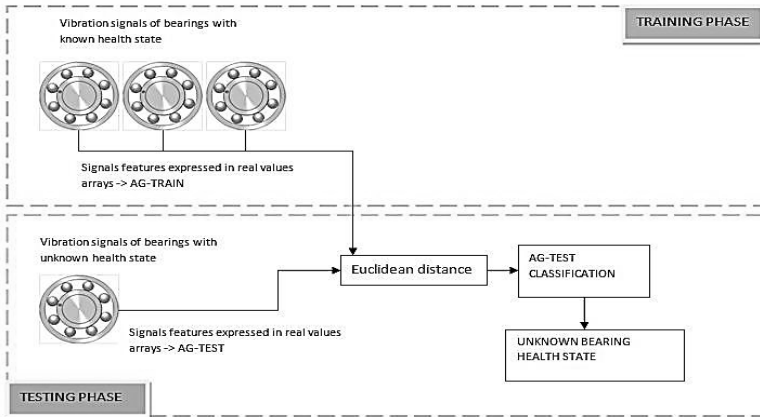 Vibration signals of bearings with
known health state
TRAINING PHASE
Signals features expressed in real values
arrays -> AG-TRAIN
Vibration signals of bearings with
unknown health state
Euclidean distance
AG-TEST
CLASSIFICATION
Signals features expressed in real values
arrays -> AG-TEST
UNKNOWN BEARING
HEALTH STATE
TESTING PHASE